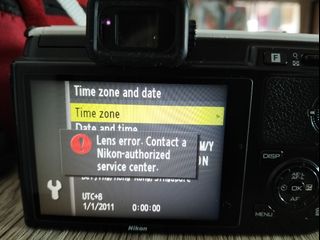 F
Time zone and date
Time zone
Date and time
Lens error. Contact a
Nikon-authorized
service center.
M/Y
ON
UTC+8
1/1/2011 0:00:00
DISP
OK
AF
MENU
Nikon